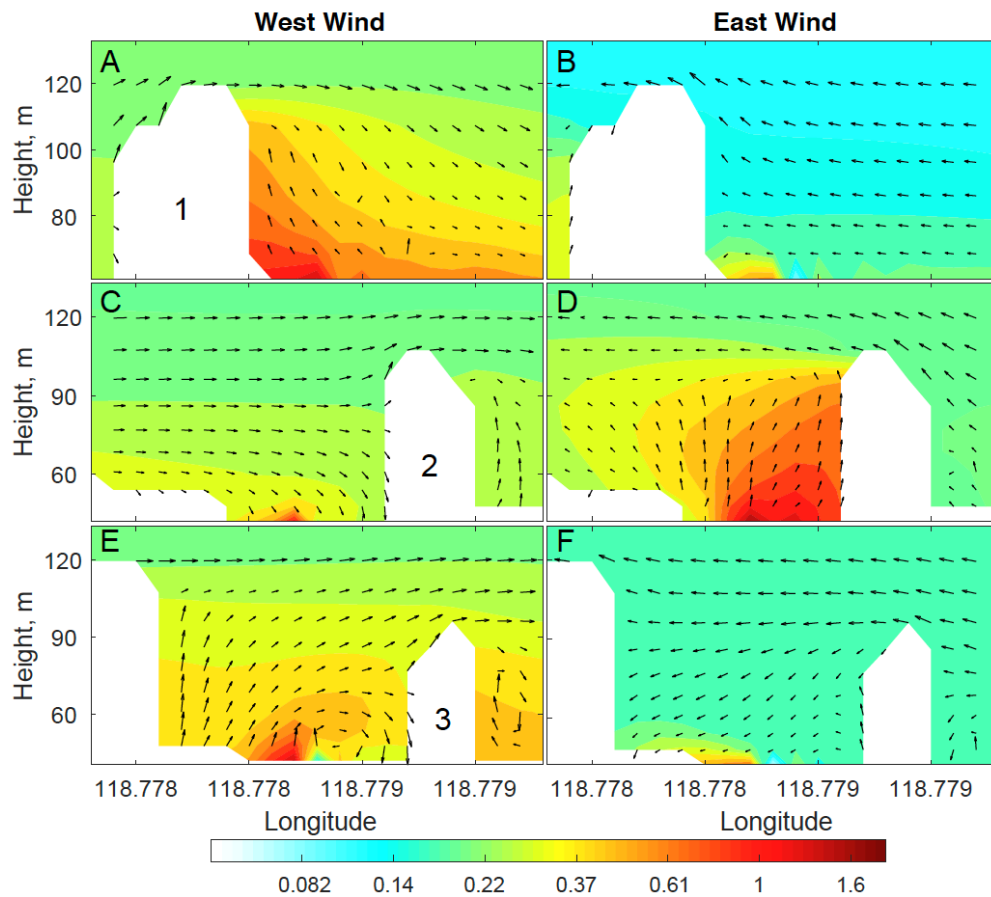 West Wind
East Wind
A
B
120
100
80
Height, m
1
C
D
120
90
60
Height, m
2
E
F
120
90
60
Height, m
3
118.778 118.778 118.779 118.779 118.778 118.778 118.779 118.779
Longitude
Longitude
0.082 0.14 0.22 0.37 0.61 1 1.6